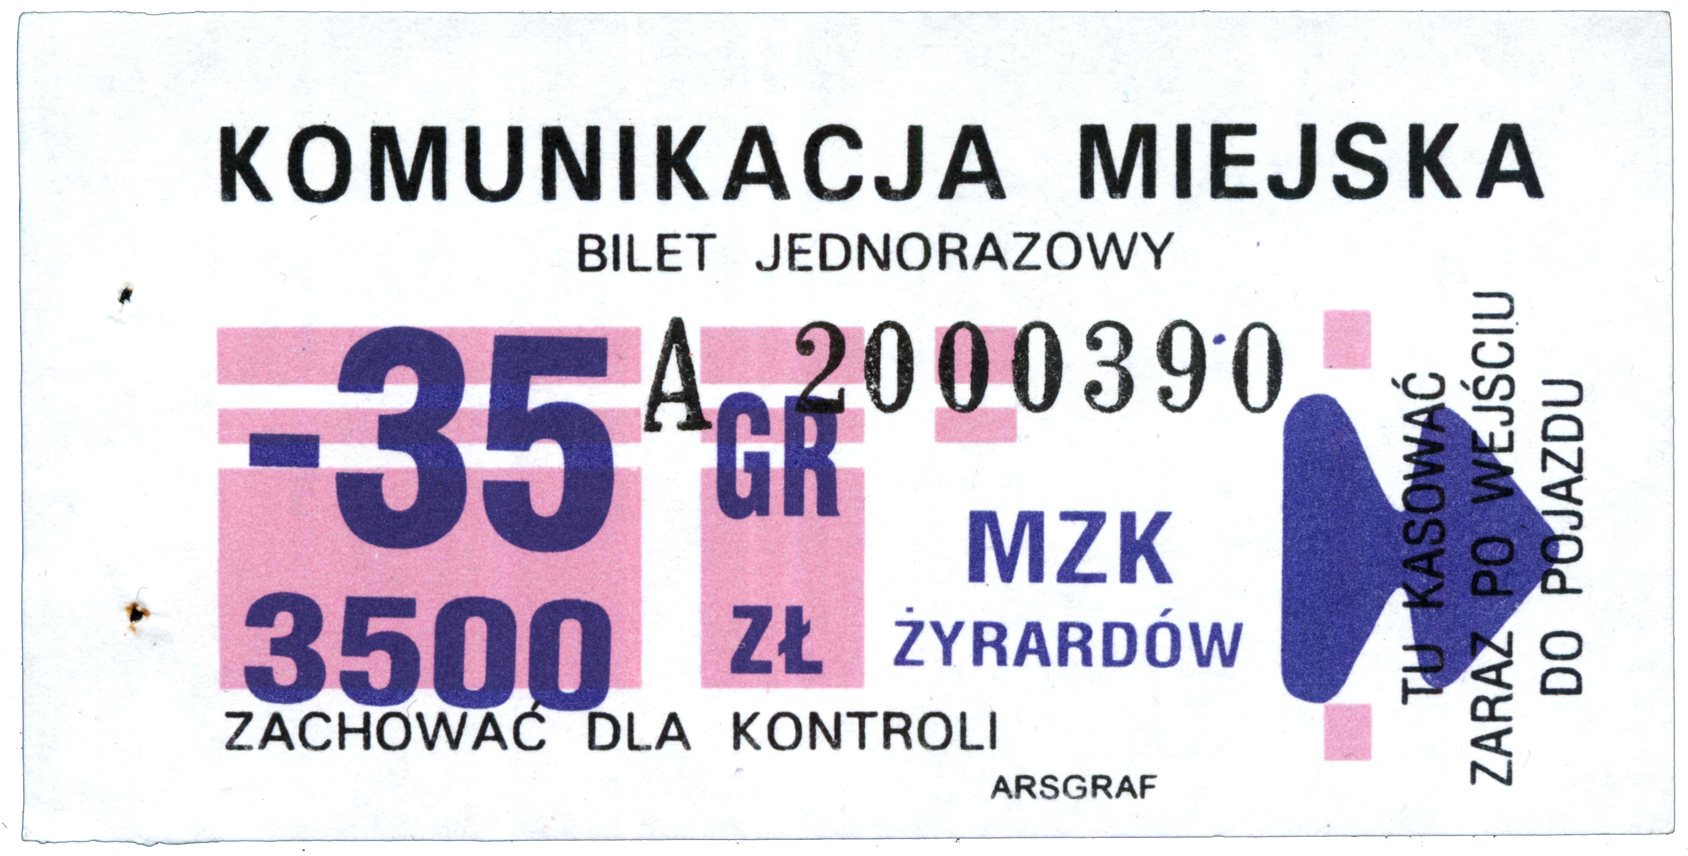 KOMUNIKACJA MIEJSKA
BILET JEDNORAZOWY
A 2000390
-35 GR
3500 ZŁ
MZK
ŻYRARDÓW
ZACHOWAĆ DLA KONTROLI
ARSGRAF
TU KASOWAĆ
ZARAZ PO WEJŚCIU
DO POJAZDU